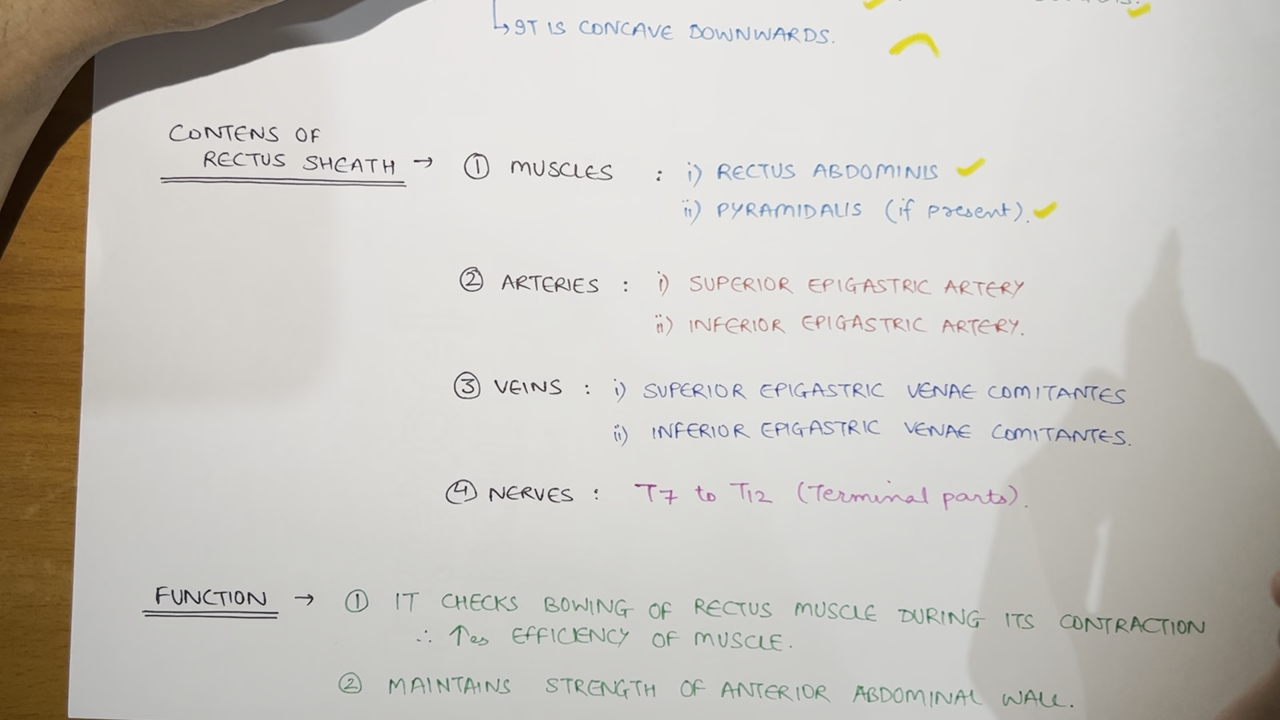 ↳ IT IS CONCAVE DOWNWARDS.
CONTENS OF
RECTUS SHEATH → ① MUSCLES : i) RECTUS ABDOMINIS
ii) PYRAMIDALIS (if present).
② ARTERIES : i) SUPERIOR EPIGASTRIC ARTERY
ii) INFERIOR EPIGASTRIC ARTERY.
③ VEINS : i) SUPERIOR EPIGASTRIC VENAE COMITANTES
ii) INFERIOR EPIGASTRIC VENAE COMITANTES.
④ NERVES : T7 to T12 (Terminal parts).
FUNCTION → ① IT CHECKS BOWING OF RECTUS MUSCLE DURING ITS CONTRACTION
∴ ↑es EFFICIENCY OF MUSCLE.
② MAINTAINS STRENGTH OF ANTERIOR ABDOMINAL WALL.